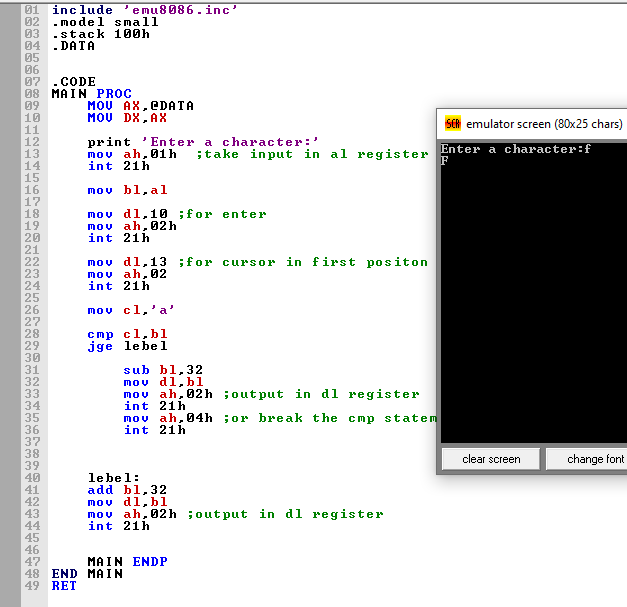 01 include 'emu8086.inc'
02 .model small
03 .stack 100h
04 .DATA
05
06
07 .CODE
08 MAIN PROC
09 MOV AX,@DATA
10 MOV DX,AX
11
12 print 'Enter a character:'
13 mov ah,01h ;take input in al register
14 int 21h
15
16 mov bl,al
17
18 mov dl,10 ;for enter
19 mov ah,02h
20 int 21h
21
22 mov dl,13 ;for cursor in first positon
23 mov ah,02
24 int 21h
25
26 mov cl,'a'
27
28 cmp cl,bl
29 jge lebel
30
31 sub bl,32
32 mov dl,bl
33 mov ah,02h ;output in dl register
34 int 21h
35 mov ah,04h ;or break the cmp statem
36 int 21h
37
38
39
40 lebel:
41 add bl,32
42 mov dl,bl
43 mov ah,02h ;output in dl register
44 int 21h
45
46
47 MAIN ENDP
48 END MAIN
49 RET
emulator screen (80x25 chars)
Enter a character:f
F
clear screen
change font